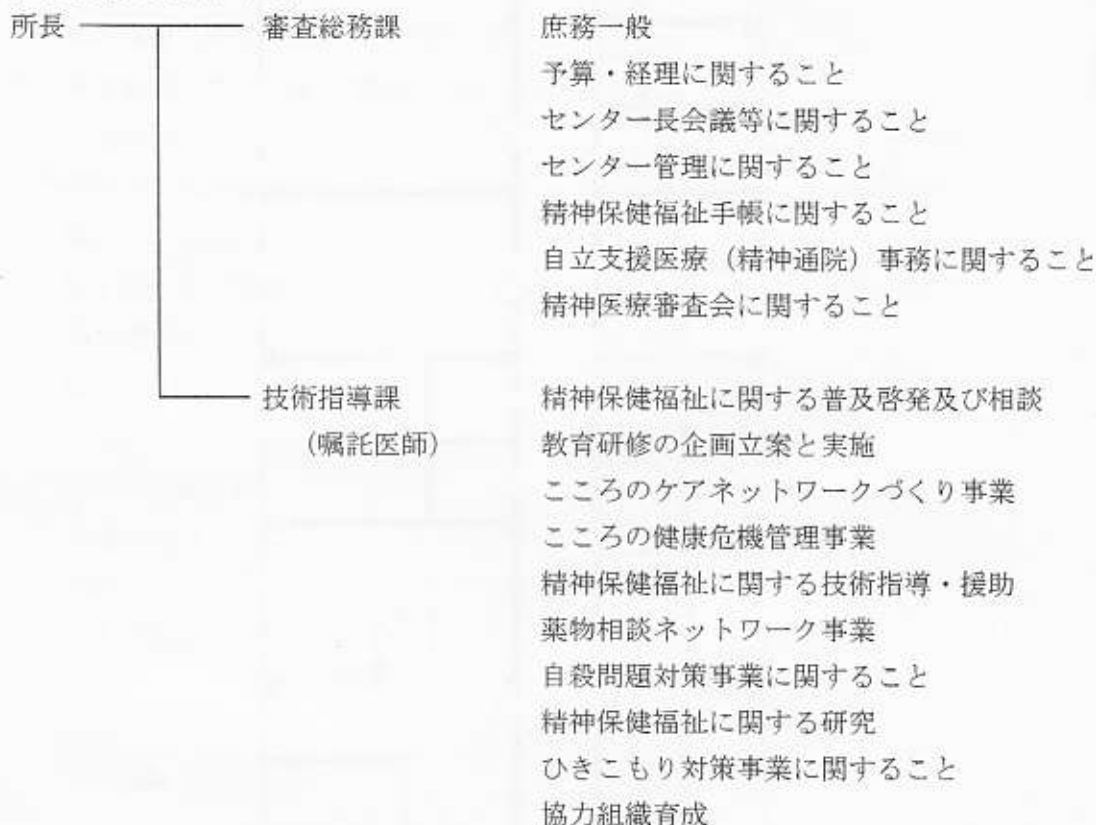 所長 審査総務課 庶務一般
予算・経理に関すること
センター長会議等に関すること
センター管理に関すること
精神保健福祉手帳に関すること
自立支援医療（精神通院）事務に関すること
精神医療審査会に関すること
技術指導課 精神保健福祉に関する普及啓発及び相談
（嘱託医師） 教育研修の企画立案と実施
こころのケアネットワークづくり事業
こころの健康危機管理事業
精神保健福祉に関する技術指導・援助
薬物相談ネットワーク事業
自殺問題対策事業に関すること
精神保健福祉に関する研究
ひきこもり対策事業に関すること
協力組織育成